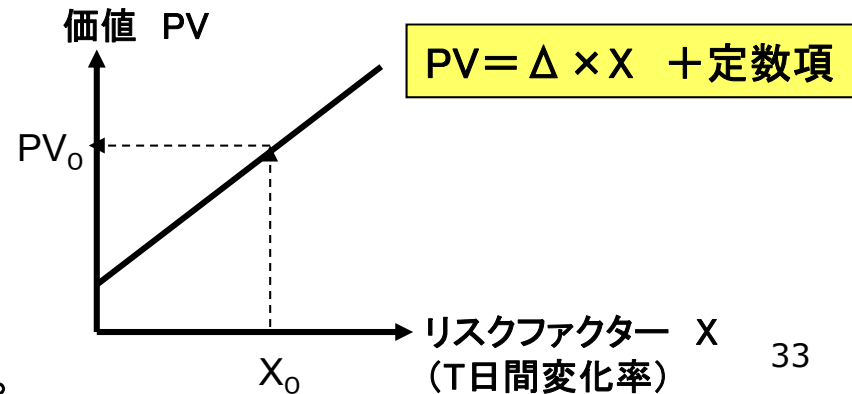 価値　PV
PV＝Δ×X　＋定数項
PV₀
リスクファクター　X
（T日間変化率）
X₀
33
。